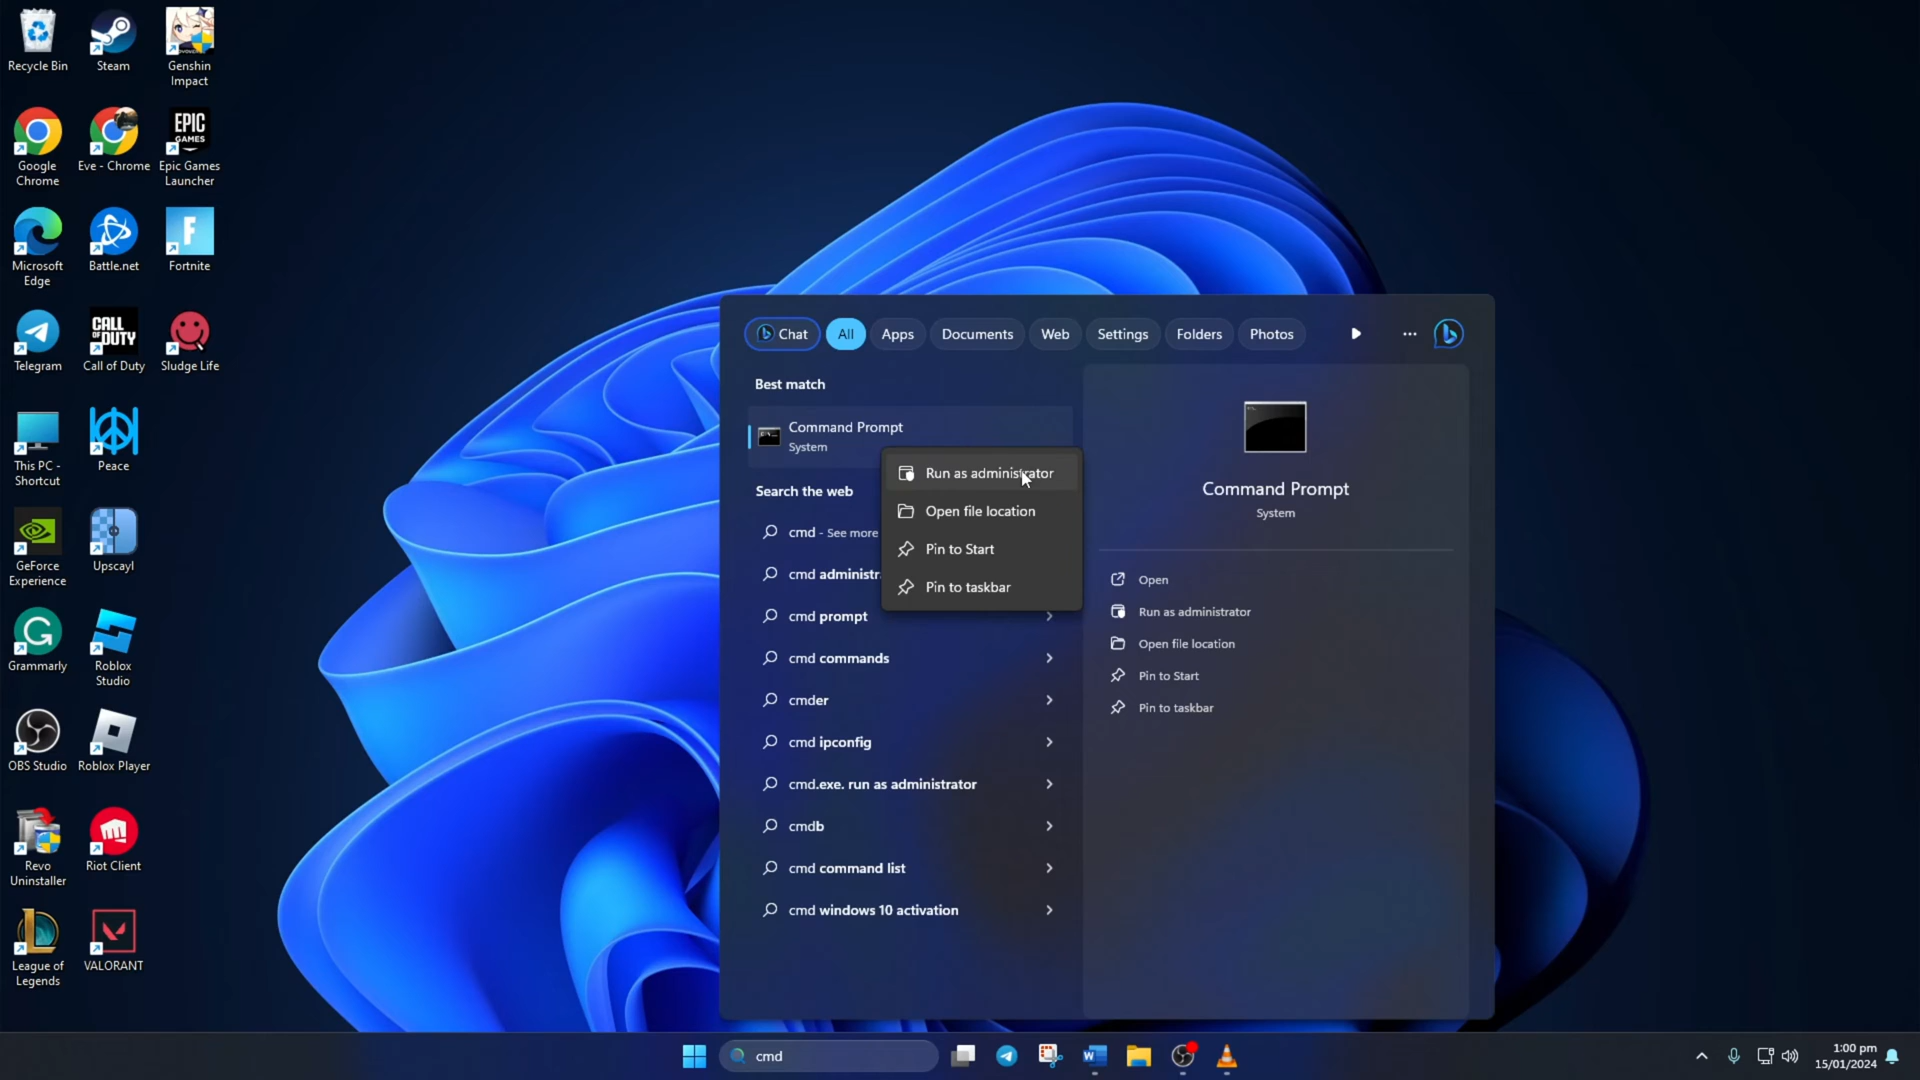 Recycle Bin
Steam
Genshin
Impact
Google
Chrome
Eve - Chrome
EPIC
GAMES
Epic Games
Launcher
Microsoft
Edge
Battle.net
F
Fortnite
Telegram
CALL OF
DUTY
Call of Duty
Sludge Life
This PC -
Shortcut
Peace
GeForce
Experience
Upscayl
Grammarly
Roblox
Studio
OBS Studio
Roblox Player
Revo
Uninstaller
Riot Client
League of
Legends
VALORANT
Chat
All
Apps
Documents
Web
Settings
Folders
Photos
Best match
Command Prompt
System
Search the web
cmd - See more
cmd administr
cmd prompt
cmd commands
cmder
cmd ipconfig
cmd.exe. run as administrator
cmdb
cmd command list
cmd windows 10 activation
Run as administrator
Open file location
Pin to Start
Pin to taskbar
Command Prompt
System
Open
Run as administrator
Open file location
Pin to Start
Pin to taskbar
cmd
W
1:00 pm
15/01/2024